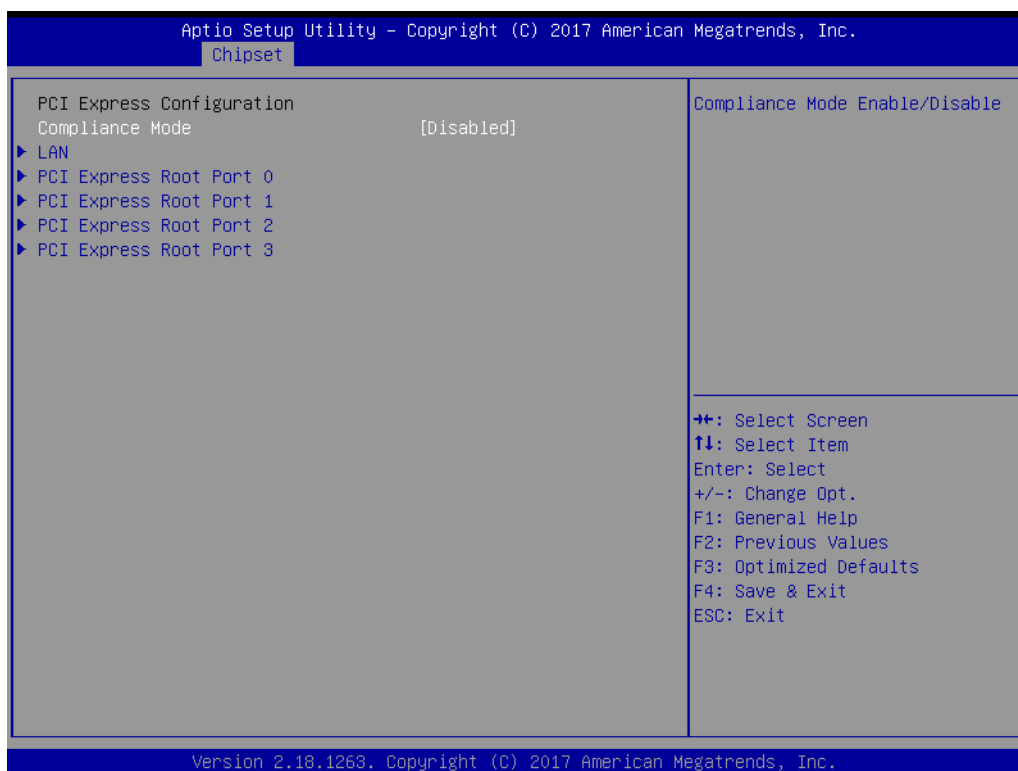 Aptio Setup Utility – Copyright (C) 2017 American Megatrends, Inc.
Chipset
PCI Express Configuration
Compliance Mode [Disabled]
▶ LAN
▶ PCI Express Root Port 0
▶ PCI Express Root Port 1
▶ PCI Express Root Port 2
▶ PCI Express Root Port 3
Compliance Mode Enable/Disable
→←: Select Screen
↑↓: Select Item
Enter: Select
+/-: Change Opt.
F1: General Help
F2: Previous Values
F3: Optimized Defaults
F4: Save & Exit
ESC: Exit
Version 2.18.1263. Copyright (C) 2017 American Megatrends, Inc.